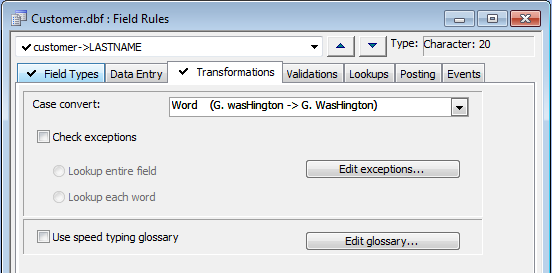 Customer.dbf : Field Rules
customer->LASTNAME Type: Character: 20
Field Types Data Entry Transformations Validations Lookups Posting Events
Case convert: Word (G. wasHington -> G. WasHington)
Check exceptions
Lookup entire field Edit exceptions...
Lookup each word
Use speed typing glossary Edit glossary...